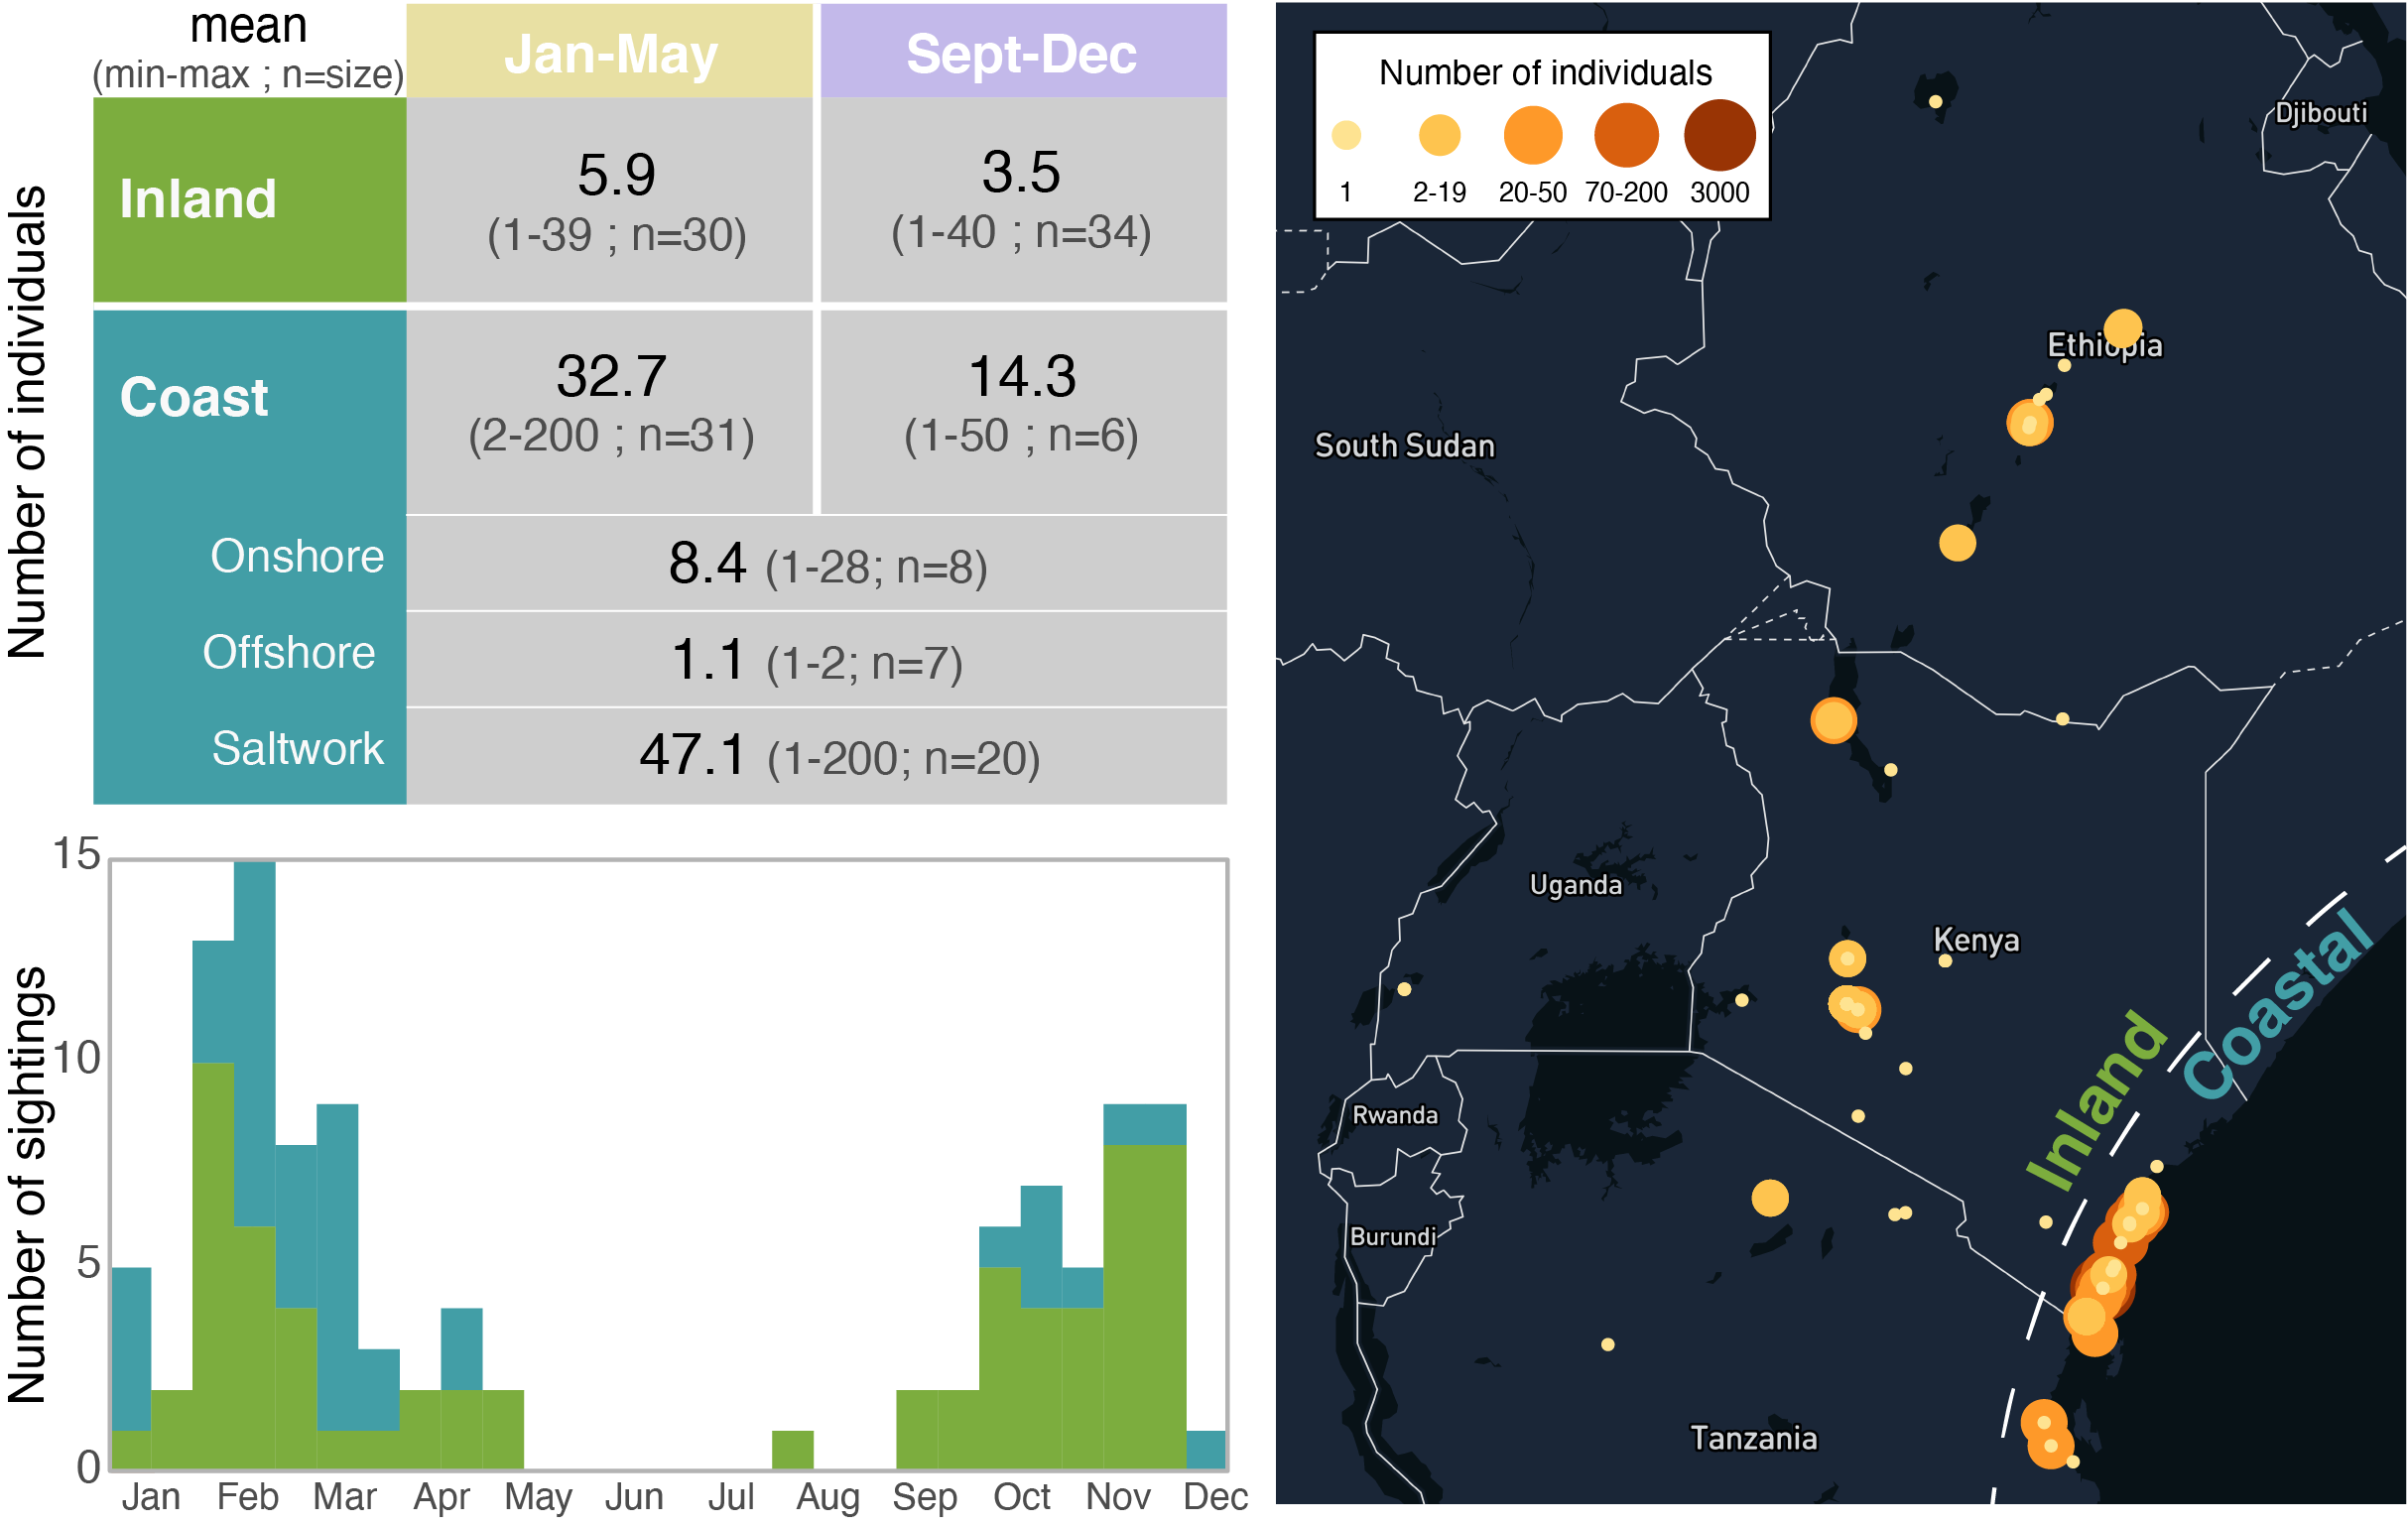 mean
(min-max ; n=size)
Jan-May
Sept-Dec
Number of individuals
Inland
5.9
(1-39 ; n=30)
3.5
(1-40 ; n=34)
Coast
32.7
(2-200 ; n=31)
14.3
(1-50 ; n=6)
Onshore
8.4 (1-28; n=8)
Offshore
1.1 (1-2; n=7)
Saltwork
47.1 (1-200; n=20)
Number of sightings
15
10
5
0
Jan Feb Mar Apr May Jun Jul Aug Sep Oct Nov Dec
Number of individuals
1 2-19 20-50 70-200 3000
Djibouti
Ethiopia
South Sudan
Uganda
Kenya
Coastal
Inland
Rwanda
Burundi
Tanzania